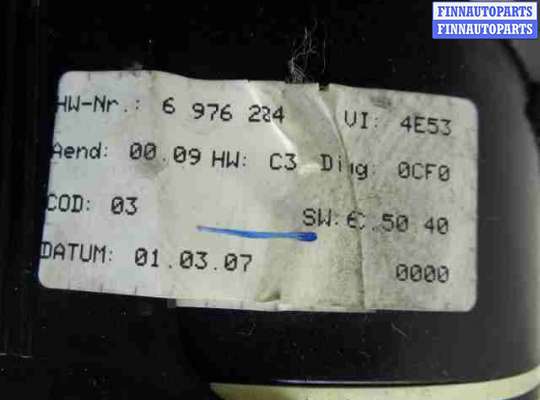 FINNAUTOPARTS
FINNAUTOPARTS
HW-Nr.: 6 976 284 VI: 4E53
Aend: 00.09 HW: C3 Diag: 0CF0
COD: 03 SW: .50 40
DATUM: 01.03.07 0000